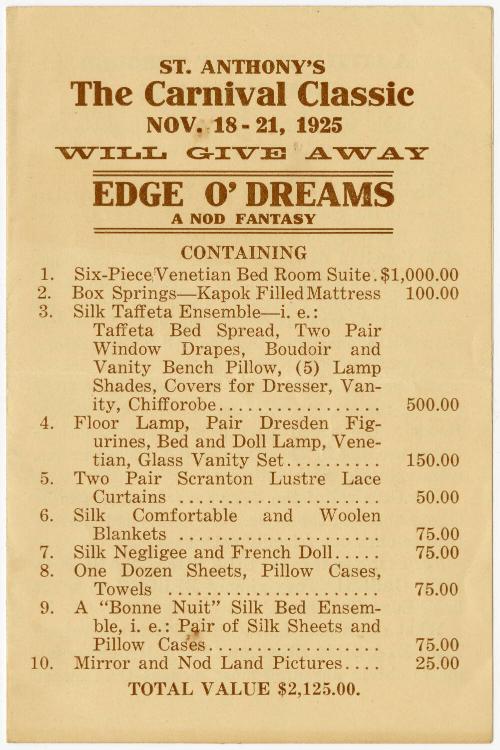 ST. ANTHONY'S
The Carnival Classic
NOV. 18-21, 1925
WILL GIVE AWAY
EDGE O' DREAMS
A NOD FANTASY
CONTAINING
1. Six-Piece Venetian Bed Room Suite. $1,000.00
2. Box Springs—Kapok Filled Mattress 100.00
3. Silk Taffeta Ensemble—i. e.:
Taffeta Bed Spread, Two Pair
Window Drapes, Boudoir and
Vanity Bench Pillow, (5) Lamp
Shades, Covers for Dresser, Van-
ity, Chifforobe................. 500.00
4. Floor Lamp, Pair Dresden Fig-
urines, Bed and Doll Lamp, Vene-
tian, Glass Vanity Set.......... 150.00
5. Two Pair Scranton Lustre Lace
Curtains ..................... 50.00
6. Silk Comfortable and Woolen
Blankets ..................... 75.00
7. Silk Negligee and French Doll..... 75.00
8. One Dozen Sheets, Pillow Cases,
Towels ...................... 75.00
9. A "Bonne Nuit" Silk Bed Ensem-
ble, i. e.: Pair of Silk Sheets and
Pillow Cases.................. 75.00
10. Mirror and Nod Land Pictures.... 25.00
TOTAL VALUE $2,125.00.